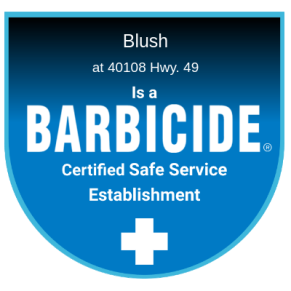 Blush
at 40108 Hwy. 49
Is a
BARBICIDE®
Certified Safe Service
Establishment